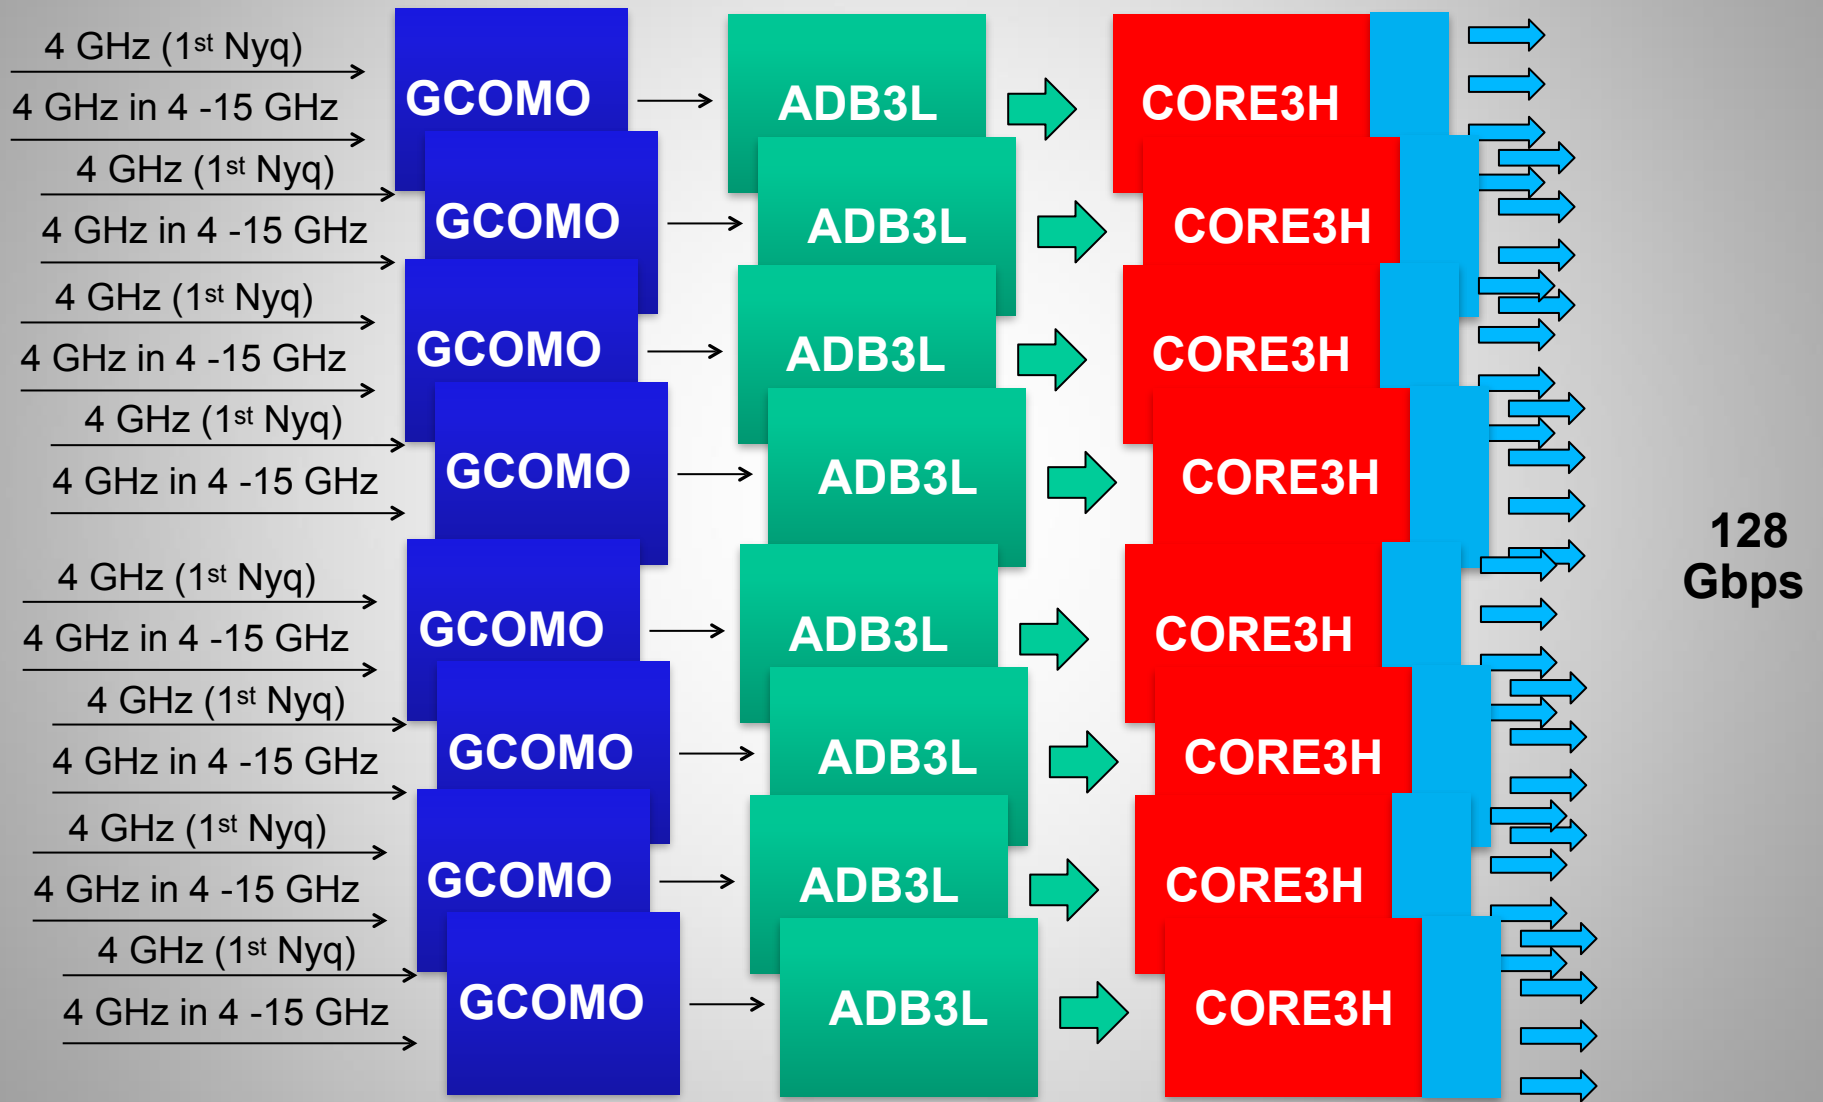 4 GHz (1st Nyq)
4 GHz in 4 -15 GHz
GCOMO
ADB3L
CORE3H
4 GHz (1st Nyq)
4 GHz in 4 -15 GHz
GCOMO
ADB3L
CORE3H
4 GHz (1st Nyq)
4 GHz in 4 -15 GHz
GCOMO
ADB3L
CORE3H
4 GHz (1st Nyq)
4 GHz in 4 -15 GHz
GCOMO
ADB3L
CORE3H
4 GHz (1st Nyq)
4 GHz in 4 -15 GHz
GCOMO
ADB3L
CORE3H
4 GHz (1st Nyq)
4 GHz in 4 -15 GHz
GCOMO
ADB3L
CORE3H
4 GHz (1st Nyq)
4 GHz in 4 -15 GHz
GCOMO
ADB3L
CORE3H
4 GHz (1st Nyq)
4 GHz in 4 -15 GHz
GCOMO
ADB3L
CORE3H
128
Gbps